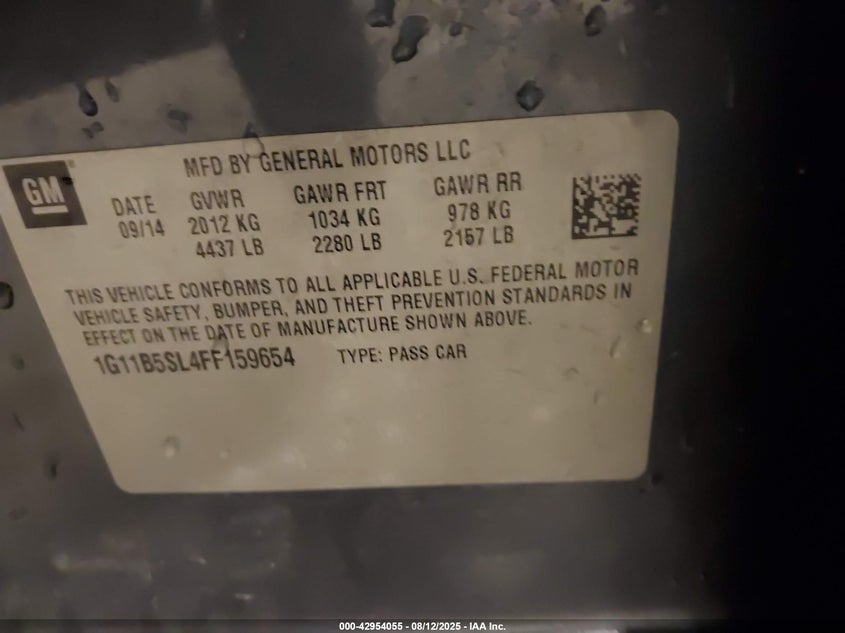 MFD BY GENERAL MOTORS LLC
GM
DATE GVWR GAWR FRT GAWR RR
09/14 2012 KG 1034 KG 978 KG
4437 LB 2280 LB 2157 LB
THIS VEHICLE CONFORMS TO ALL APPLICABLE U.S. FEDERAL MOTOR
VEHICLE SAFETY, BUMPER, AND THEFT PREVENTION STANDARDS IN
EFFECT ON THE DATE OF MANUFACTURE SHOWN ABOVE.
1G11B5SL4FF159654 TYPE: PASS CAR
000-42954055 - 08/12/2025 - IAA Inc.